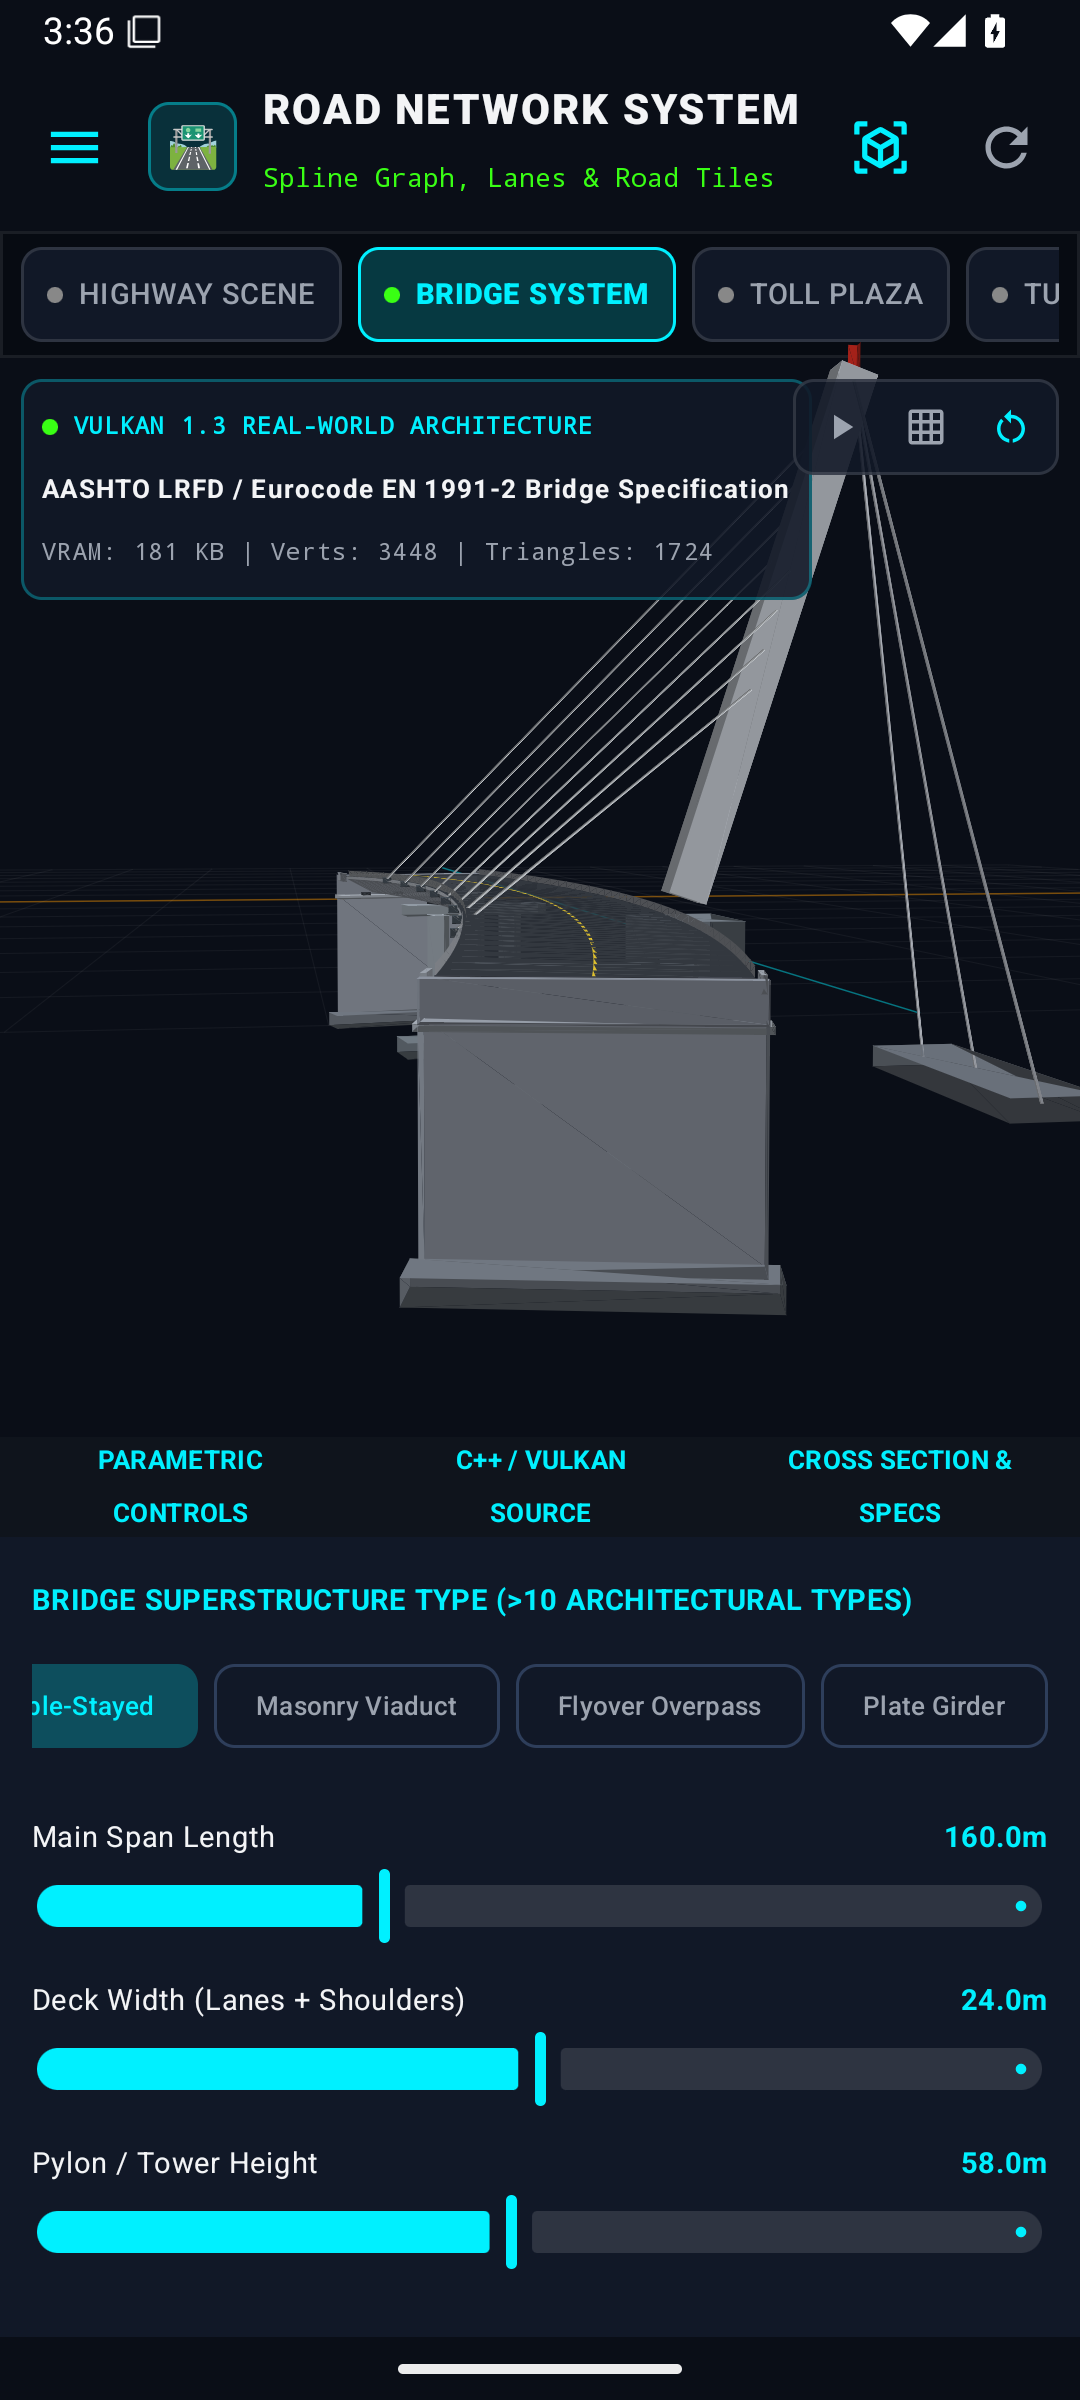 3:36
ROAD NETWORK SYSTEM
Spline Graph, Lanes & Road Tiles
HIGHWAY SCENE
BRIDGE SYSTEM
TOLL PLAZA
TU
VULKAN 1.3 REAL-WORLD ARCHITECTURE
AASHTO LRFD / Eurocode EN 1991-2 Bridge Specification
VRAM: 181 KB | Verts: 3448 | Triangles: 1724
PARAMETRIC
CONTROLS
C++ / VULKAN
SOURCE
CROSS SECTION &
SPECS
BRIDGE SUPERSTRUCTURE TYPE (>10 ARCHITECTURAL TYPES)
ble-Stayed
Masonry Viaduct
Flyover Overpass
Plate Girder
Main Span Length 160.0m
Deck Width (Lanes + Shoulders) 24.0m
Pylon / Tower Height 58.0m